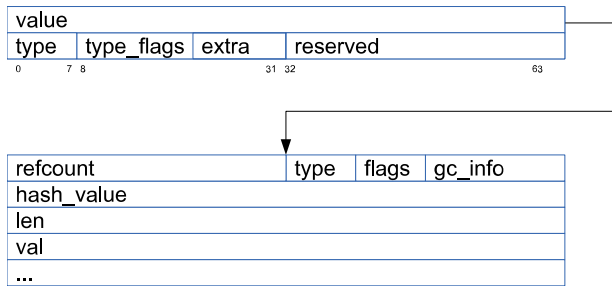 value
type type_flags extra reserved
0 7 8 31 32 63
refcount type flags gc_info
hash_value
len
val
...